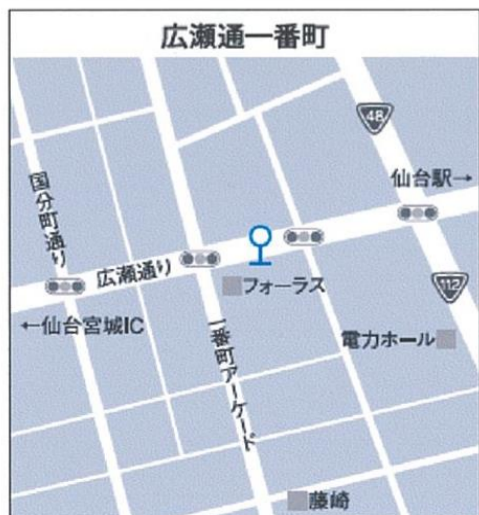 広瀬通一番町
48
仙台駅→
国分町通り
広瀬通り
フォーラス
112
←仙台宮城IC
一番町アーケード
電力ホール
藤崎